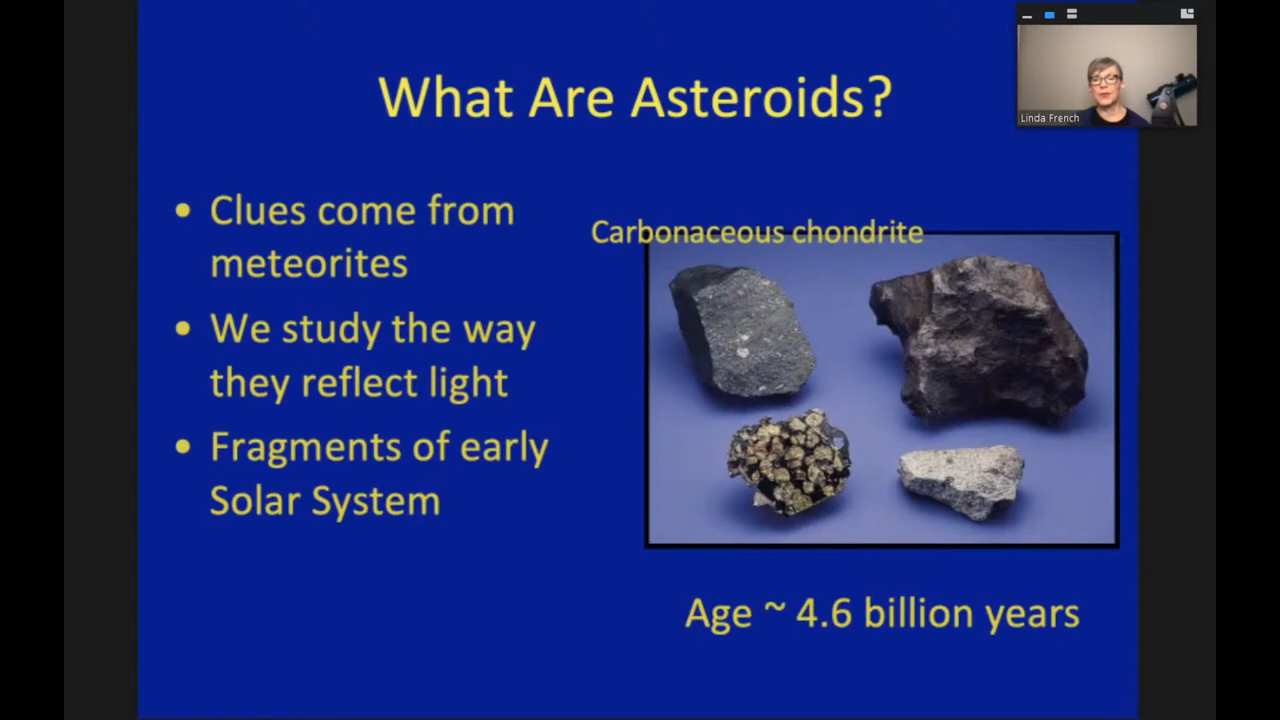 What Are Asteroids?
Linda French
• Clues come from
meteorites
• We study the way
they reflect light
• Fragments of early
Solar System
Carbonaceous chondrite
Age ~ 4.6 billion years